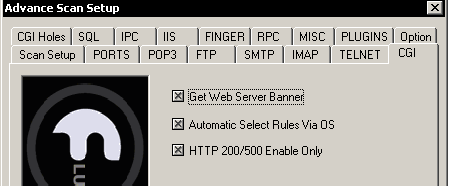 Advance Scan Setup
CGI Holes SQL IPC IIS FINGER RPC MISC PLUGINS Option
Scan Setup PORTS POP3 FTP SMTP IMAP TELNET CGI
Get Web Server Banner
Automatic Select Rules Via OS
HTTP 200/500 Enable Only
LU